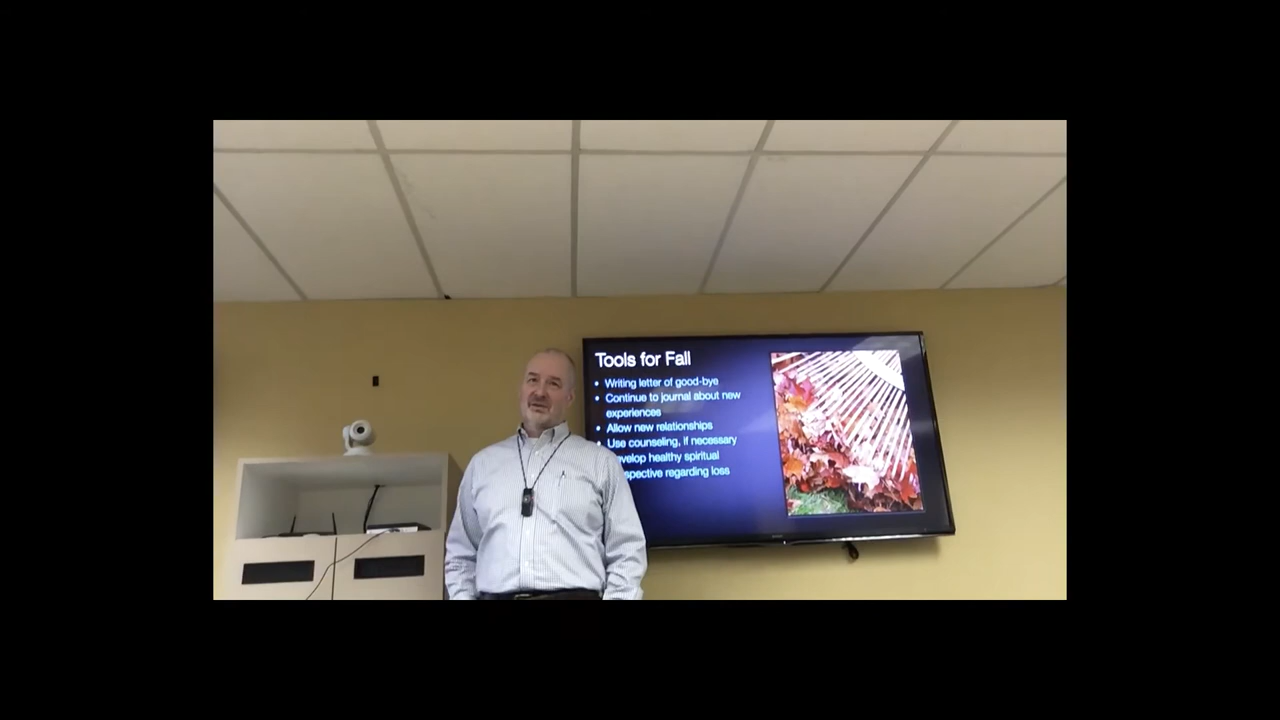 Tools for Fall
• Writing letter of good-bye
• Continue to journal about new
experiences
• Allow new relationships
• Use counseling, if necessary
healthy spiritual
regarding loss